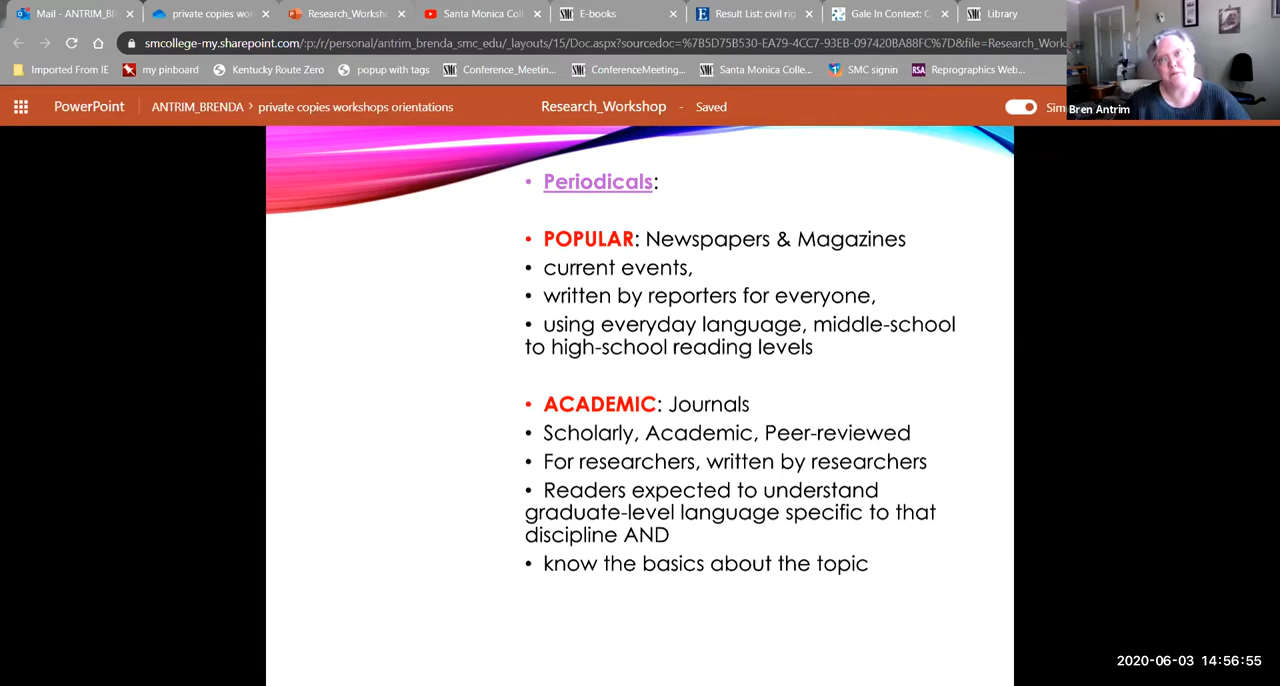 Mail - ANTRIM_BR
private copies wo
Research_Worksh
Santa Monica Coll
E-books
Result List: civil rig
Gale In Context: C
Library
smcollege-my.sharepoint.com/:p:/r/personal/antrim_brenda_smc_edu/_layouts/15/Doc.aspx?sourcedoc=%7B5D75B530-EA79-4CC7-93EB-097420BA88FC%7D&file=Research_Work
Imported From IE
my pinboard
Kentucky Route Zero
popup with tags
SMC Conference_Meetin...
SMC ConferenceMeeting...
SMC Santa Monica Colle...
SMC signin
RSA Reprographics Web...
PowerPoint
ANTRIM_BRENDA > private copies workshops orientations
Research_Workshop - Saved
Sim
Bren Antrim
• Periodicals:
• POPULAR: Newspapers & Magazines
• current events,
• written by reporters for everyone,
• using everyday language, middle-school
to high-school reading levels
• ACADEMIC: Journals
• Scholarly, Academic, Peer-reviewed
• For researchers, written by researchers
• Readers expected to understand
graduate-level language specific to that
discipline AND
• know the basics about the topic
2020-06-03 14:56:55